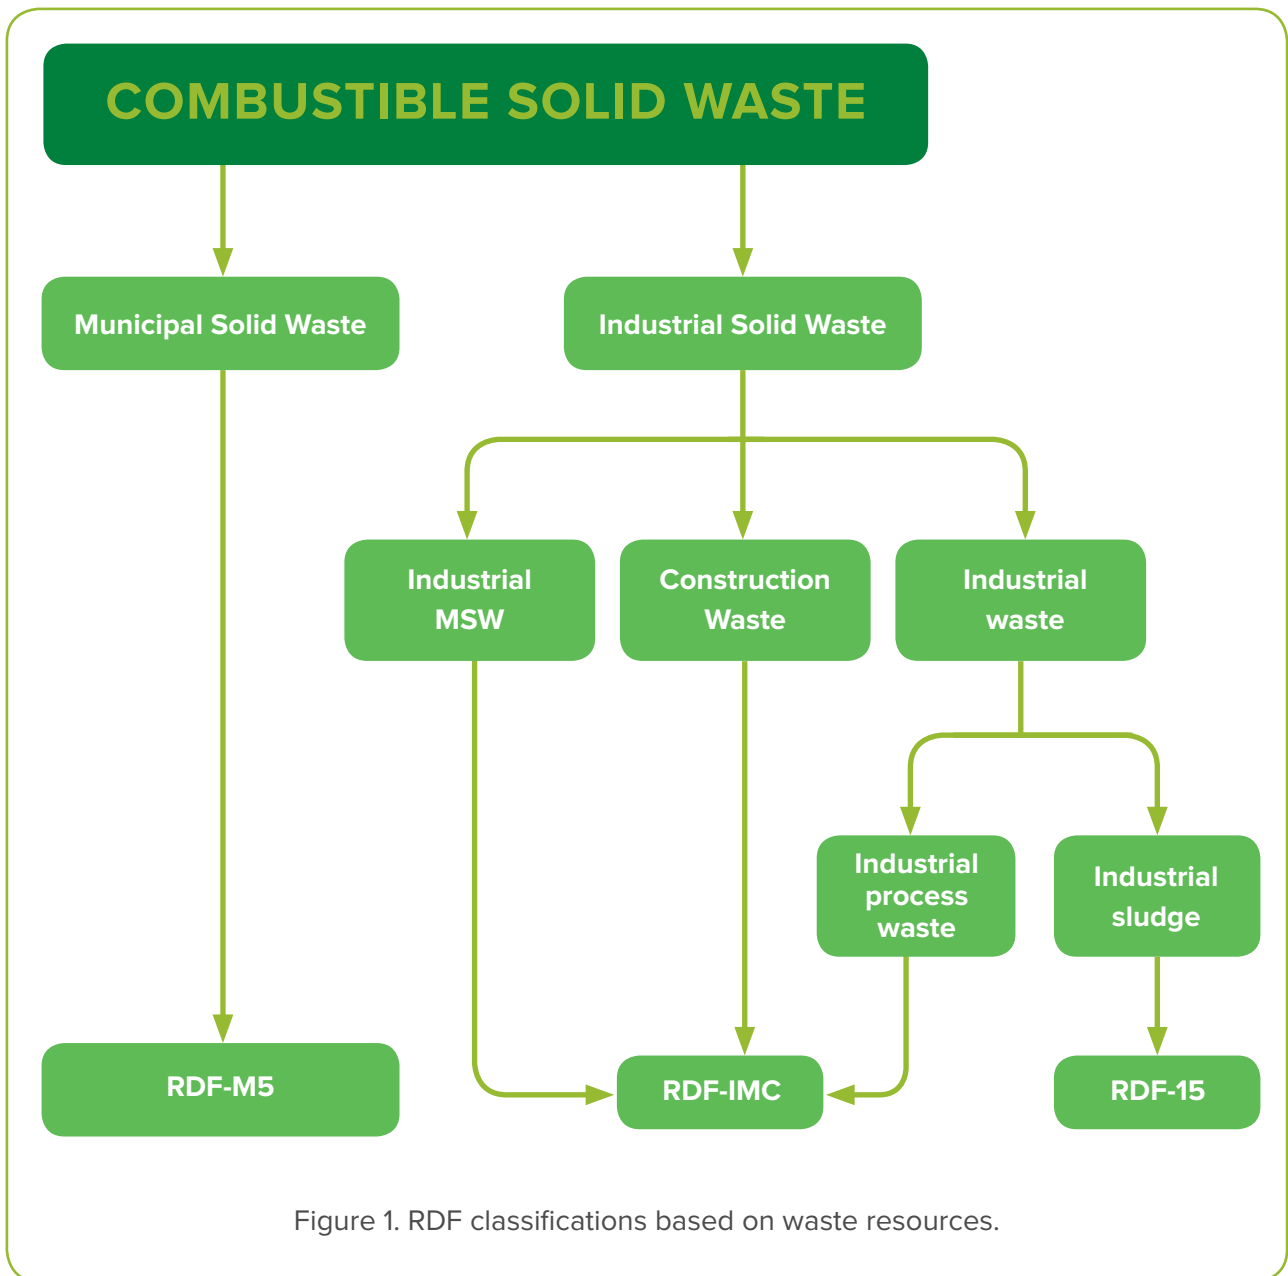 COMBUSTIBLE SOLID WASTE
Municipal Solid Waste
Industrial Solid Waste
Industrial
MSW
Construction
Waste
Industrial
waste
Industrial
process
waste
Industrial
sludge
RDF-M5
RDF-IMC
RDF-15
Figure 1. RDF classifications based on waste resources.